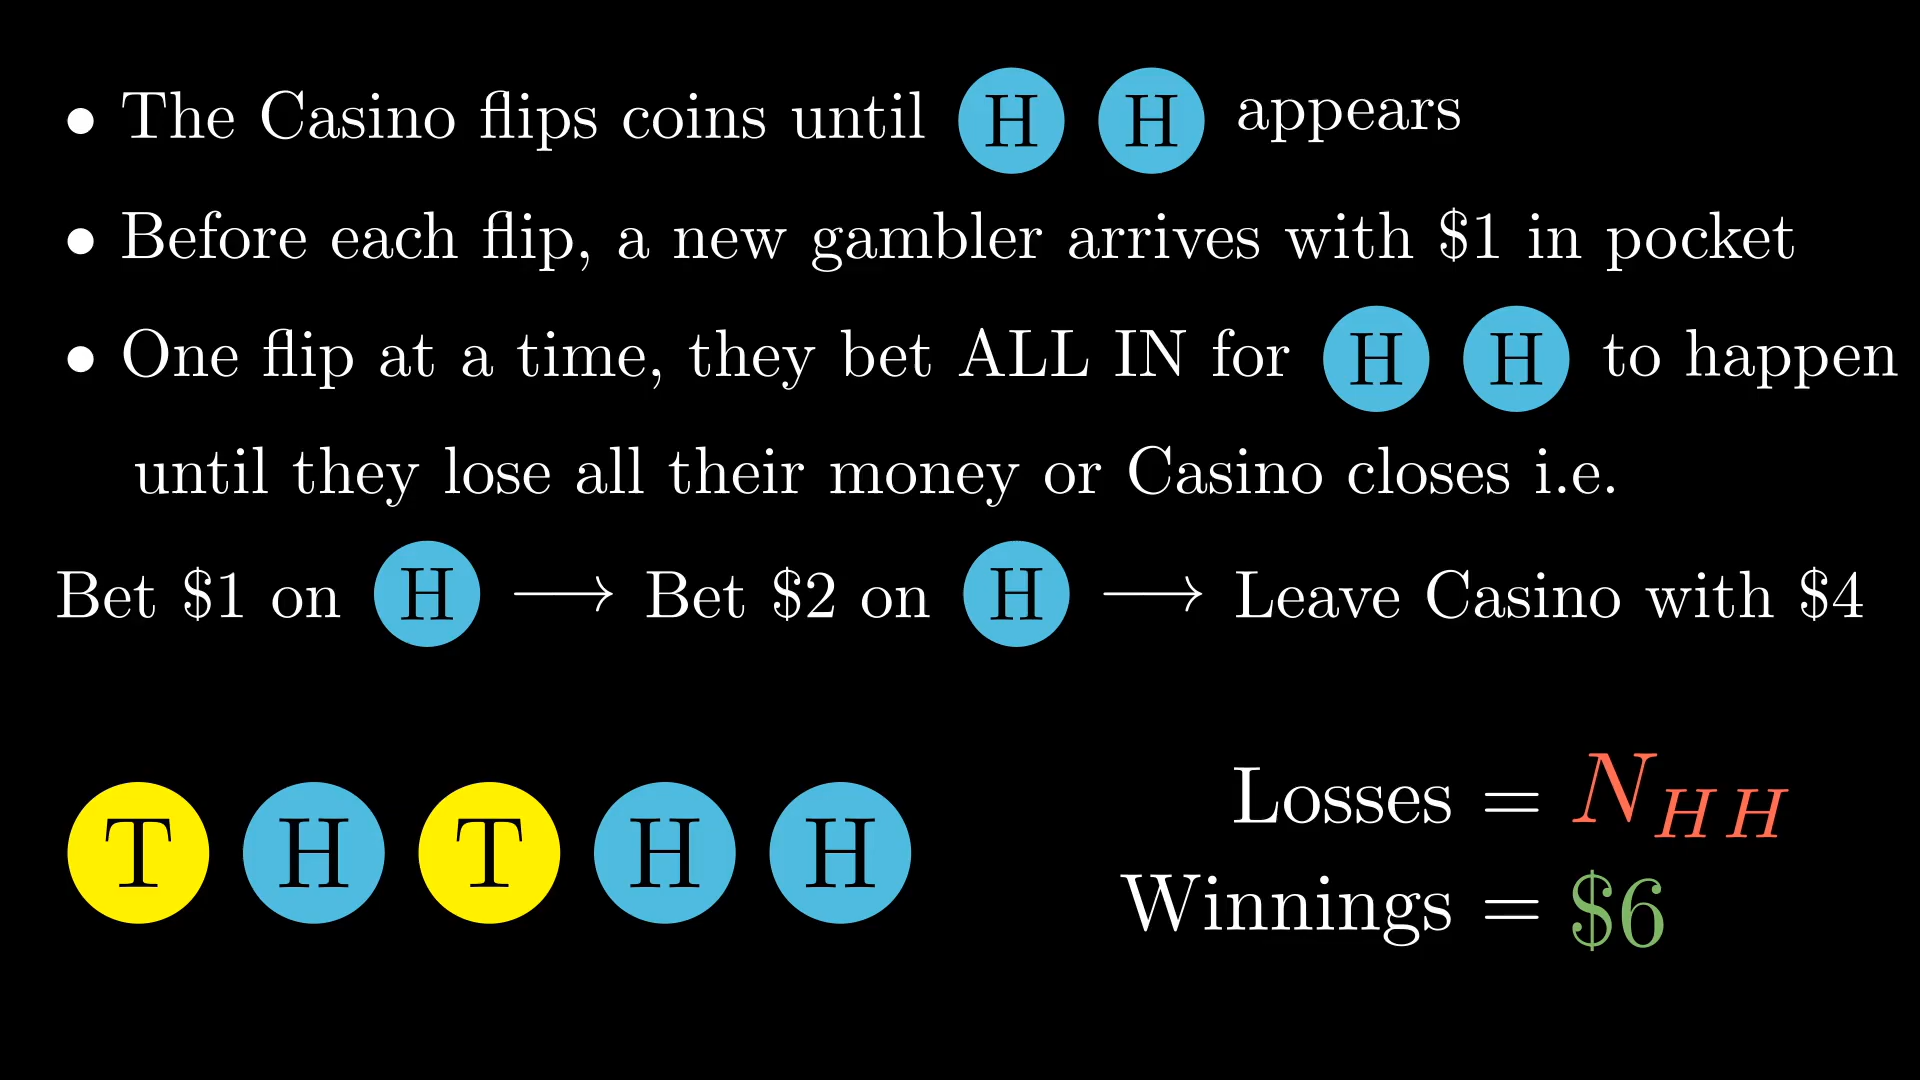 • The Casino flips coins until H H appears
• Before each flip, a new gambler arrives with $1 in pocket
• One flip at a time, they bet ALL IN for H H to happen
until they lose all their money or Casino closes i.e.
Bet $1 on H ⟶ Bet $2 on H ⟶ Leave Casino with $4
T H T H H
Losses = N_{HH}
Winnings = $6